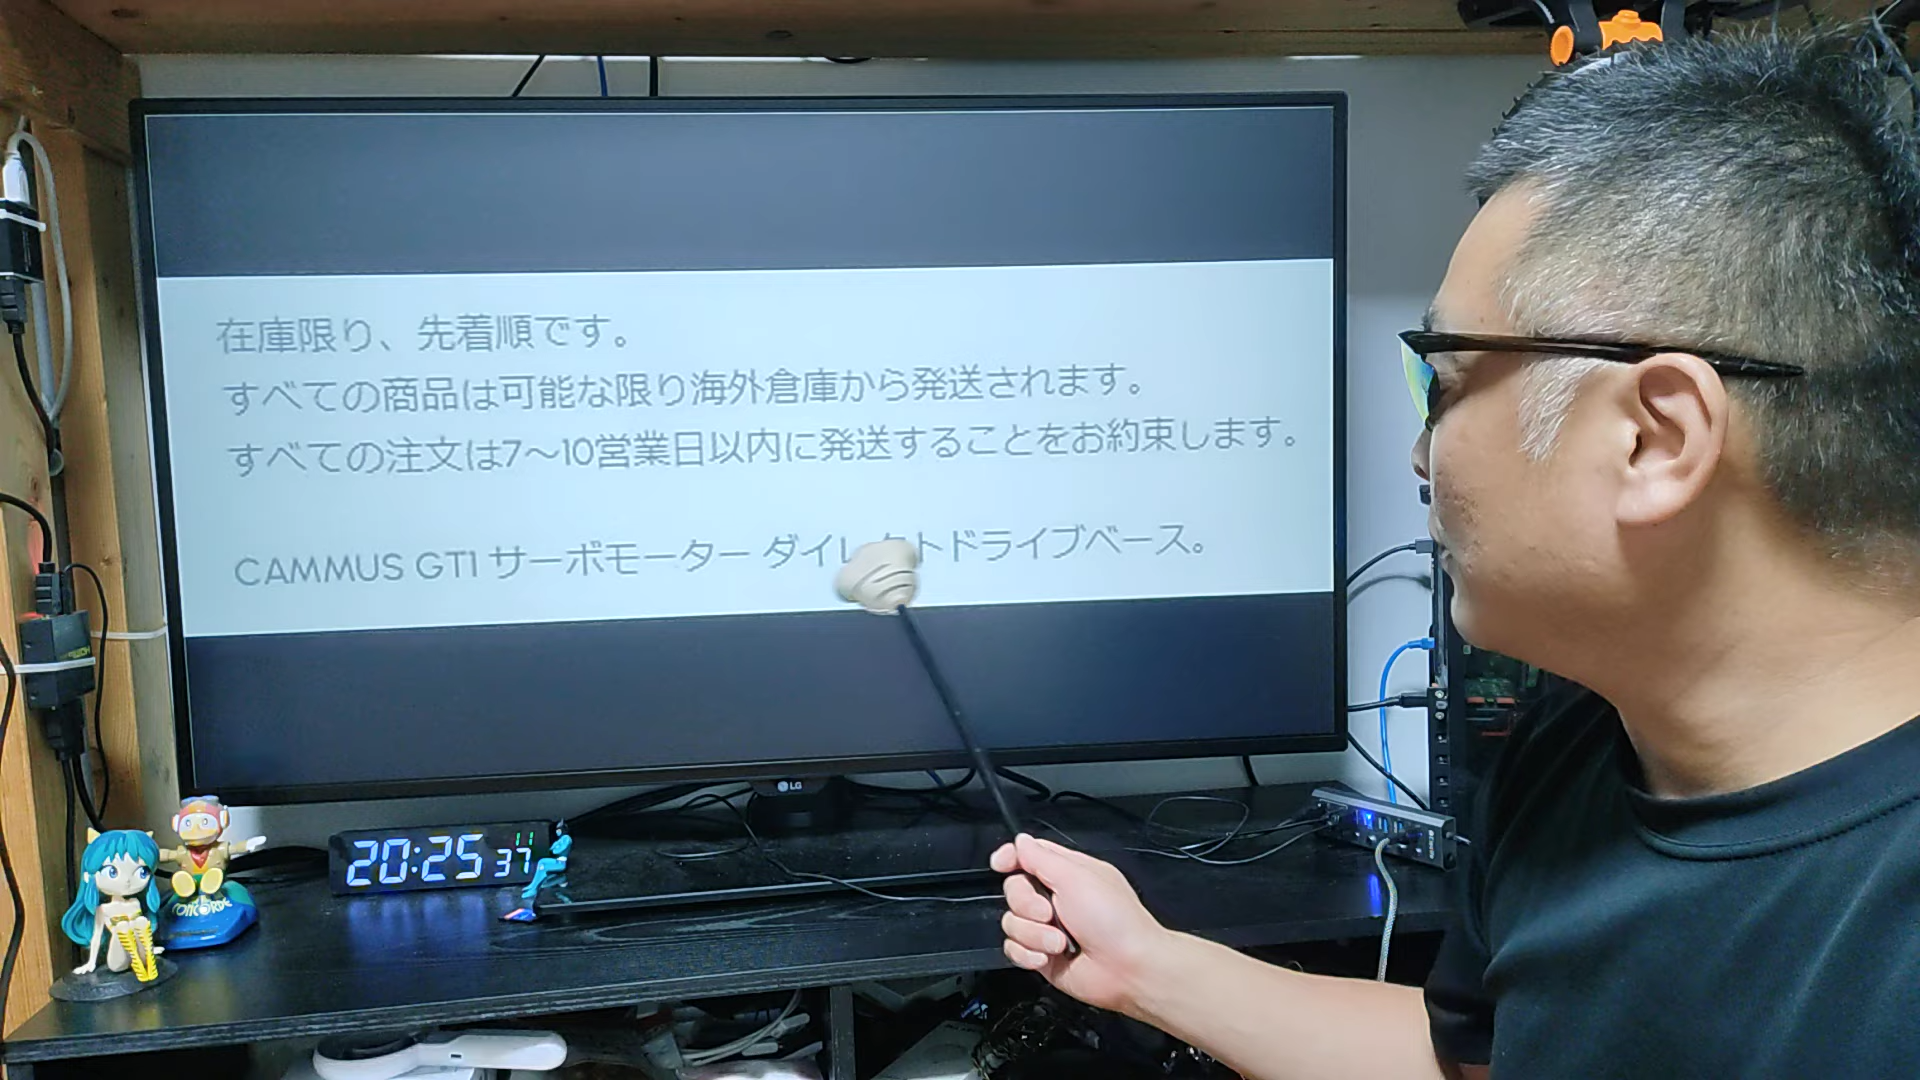 在庫限り、先着順です。
すべての商品は可能な限り海外倉庫から発送されます。
すべての注文は7～10営業日以内に発送することをお約束します。
CAMMUS GT1 サーボモーター ダイレクトドライブベース。
LG
20:25 37
11
CONCORDE